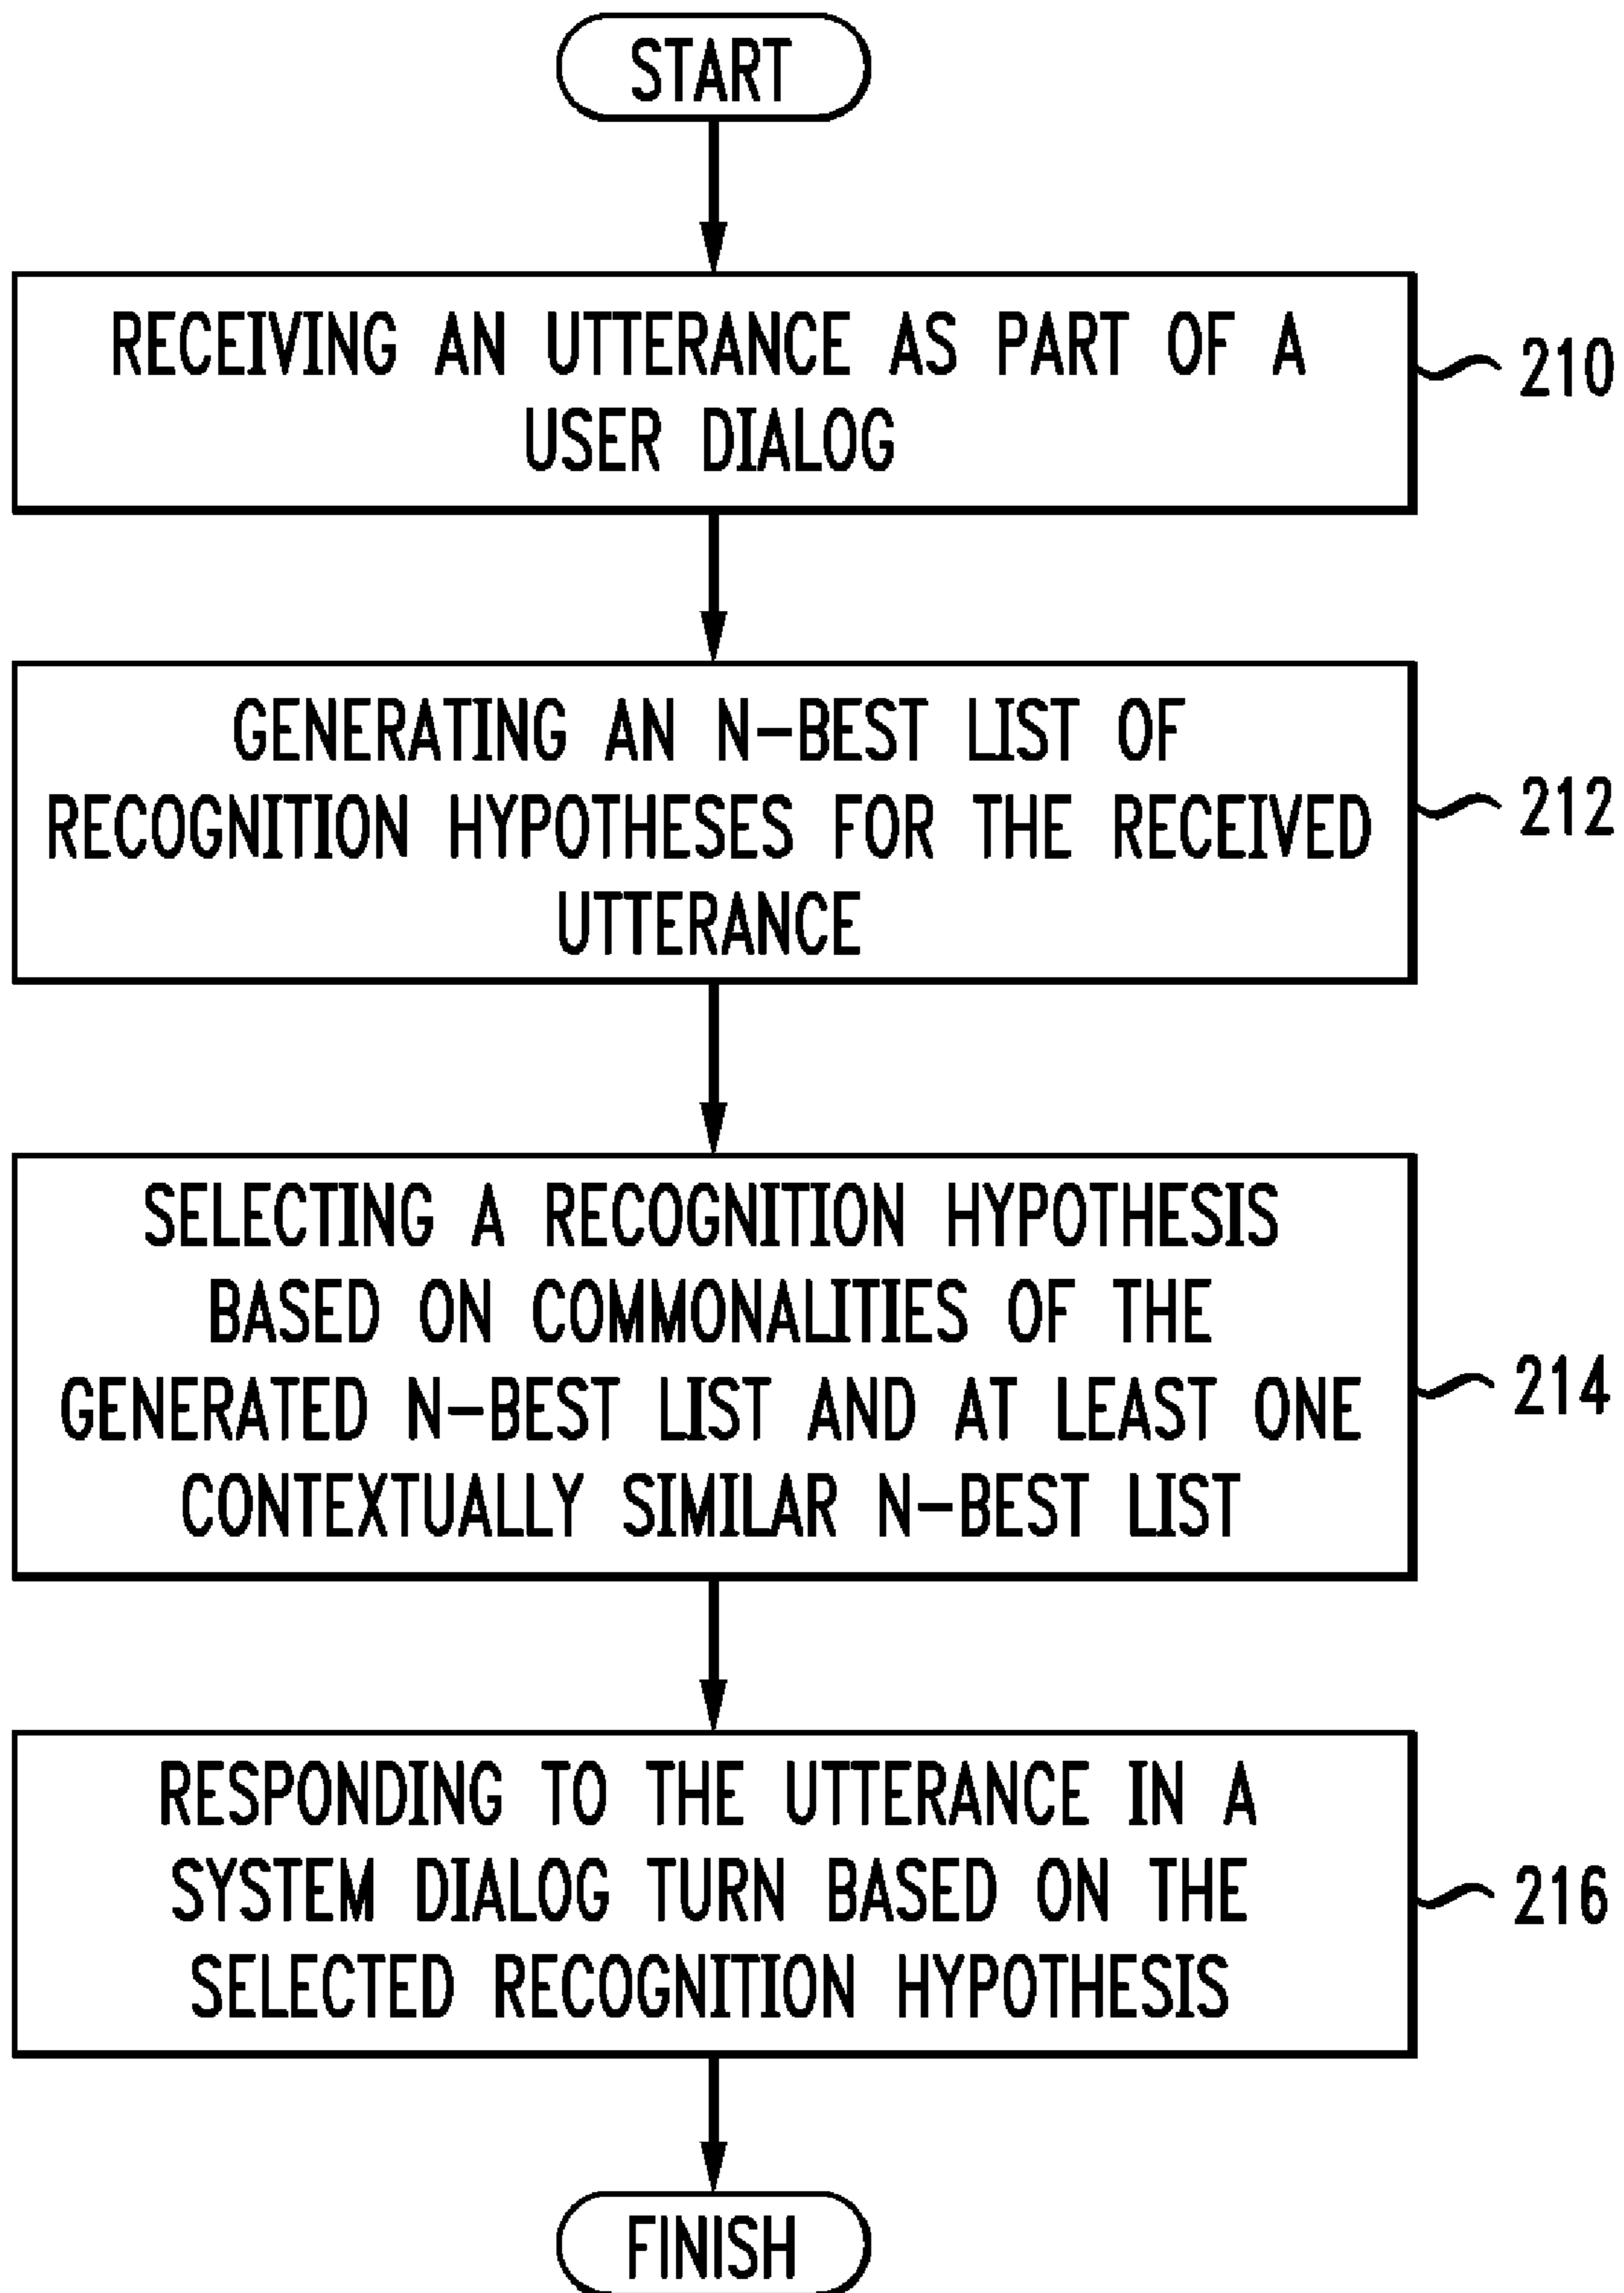 START
RECEIVING AN UTTERANCE AS PART OF A
USER DIALOG
210
GENERATING AN N-BEST LIST OF
RECOGNITION HYPOTHESES FOR THE RECEIVED
UTTERANCE
212
SELECTING A RECOGNITION HYPOTHESIS
BASED ON COMMONALITIES OF THE
GENERATED N-BEST LIST AND AT LEAST ONE
CONTEXTUALLY SIMILAR N-BEST LIST
214
RESPONDING TO THE UTTERANCE IN A
SYSTEM DIALOG TURN BASED ON THE
SELECTED RECOGNITION HYPOTHESIS
216
FINISH